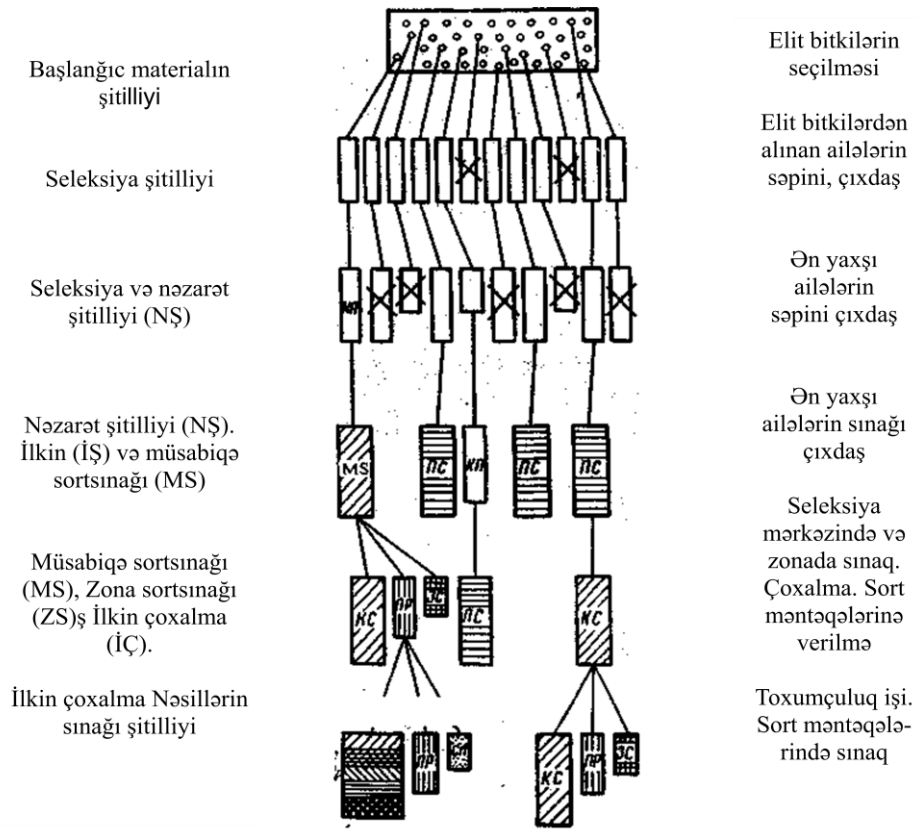 Başlanğıc materialın
şitilliyi
Elit bitkilərin
seçilməsi
Seleksiya şitilliyi
Elit bitkilərdən
alınan ailələrin
səpini, çıxdaş
Seleksiya və nəzarət
şitilliyi (NŞ)
КП
Ən yaxşı
ailələrin
səpini çıxdaş
Nəzarət şitilliyi (NŞ).
İlkin (İŞ) və müsabiqə
sortsınağı (MS)
MS
ПС
КП
ПС
ПС
Ən yaxşı
ailələrin sınağı
çıxdaş
Müsabiqə sortsınağı
(MS), Zona sortsınağı
(ZS)ş İlkin çoxalma
(İÇ).
КС
ПР
ЗС
ПС
КС
Seleksiya
mərkəzində və
zonada sınaq.
Çoxalma. Sort
məntəqələrinə
verilmə
İlkin çoxalma Nəsillərin
sınağı şitilliyi
ПР
КС
ПР
ЗС
Toxumçuluq işi.
Sort məntəqələ-
rində sınaq